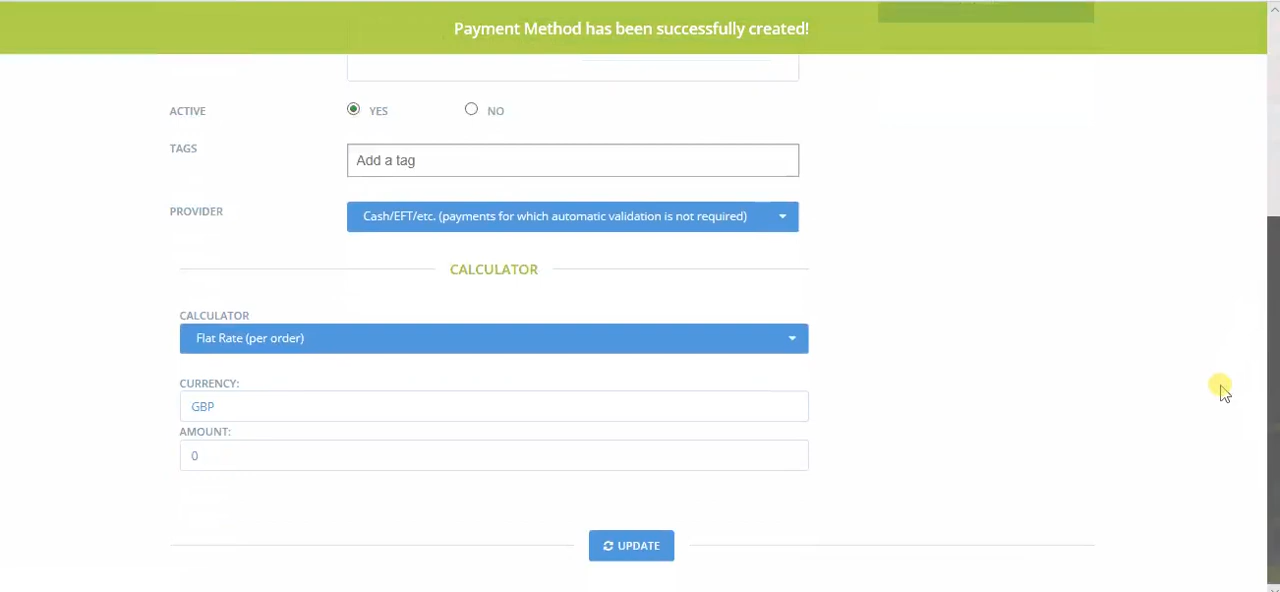 Payment Method has been successfully created!
ACTIVE
YES
NO
TAGS
Add a tag
PROVIDER
Cash/EFT/etc. (payments for which automatic validation is not required)
CALCULATOR
CALCULATOR
Flat Rate (per order)
CURRENCY:
GBP
AMOUNT:
0
UPDATE